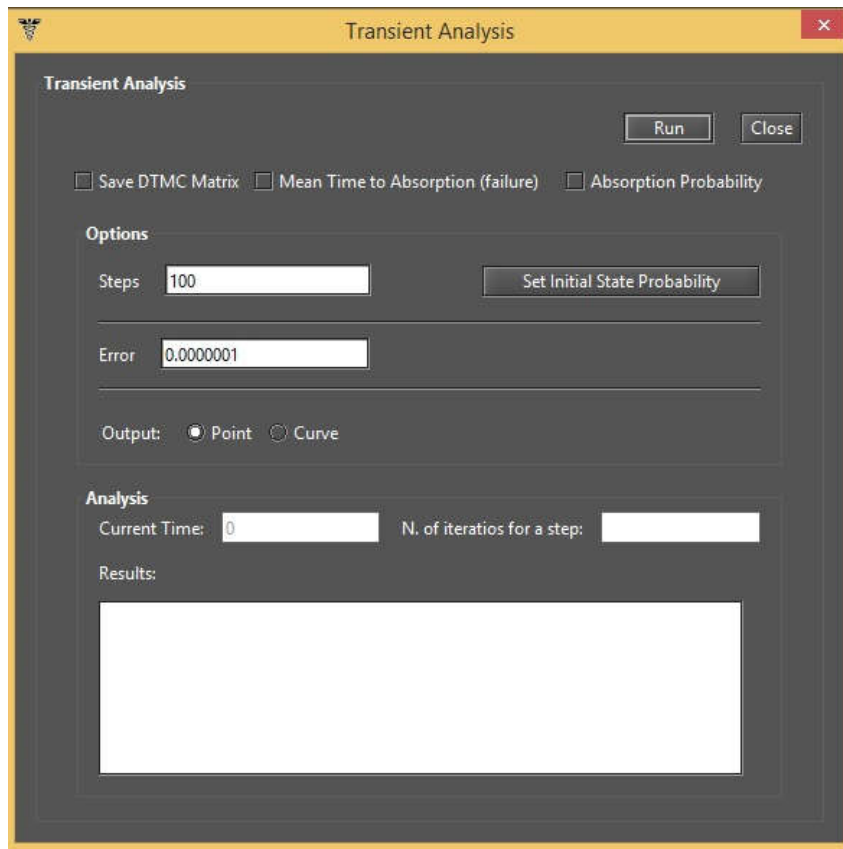 Transient Analysis
Transient Analysis
Run Close
Save DTMC Matrix Mean Time to Absorption (failure) Absorption Probability
Options
Steps 100 Set Initial State Probability
Error 0.0000001
Output: Point Curve
Analysis
Current Time: 0 N. of iteratios for a step:
Results: